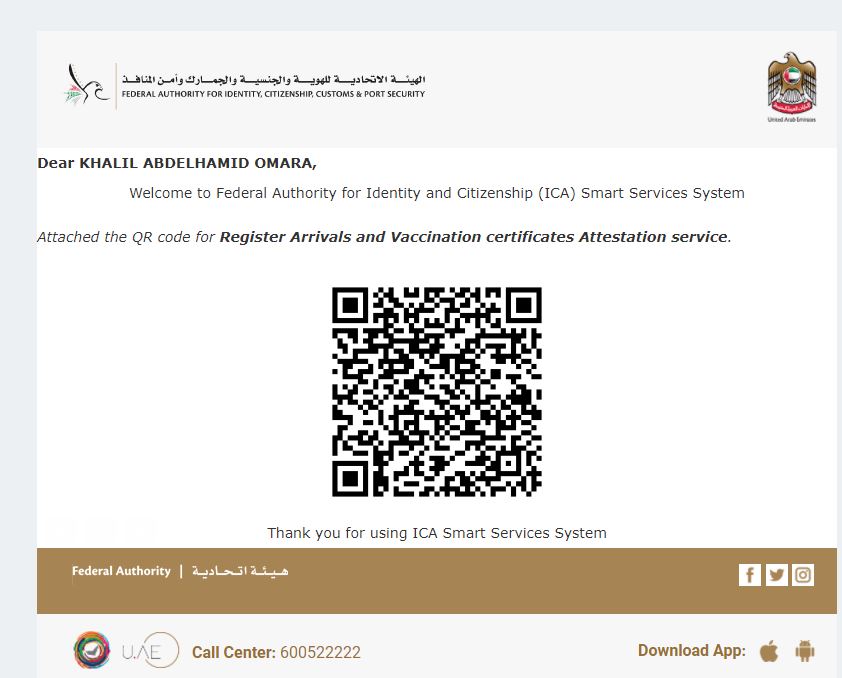 الهيئة الاتحادية للهوية والجنسية والجمارك وأمن المنافذ
FEDERAL AUTHORITY FOR IDENTITY, CITIZENSHIP, CUSTOMS & PORT SECURITY
United Arab Emirates
Dear KHALIL ABDELHAMID OMARA,
Welcome to Federal Authority for Identity and Citizenship (ICA) Smart Services System
Attached the QR code for Register Arrivals and Vaccination certificates Attestation service.
Thank you for using ICA Smart Services System
Federal Authority | هيئة اتحادية
U.AE Call Center: 600522222 Download App: